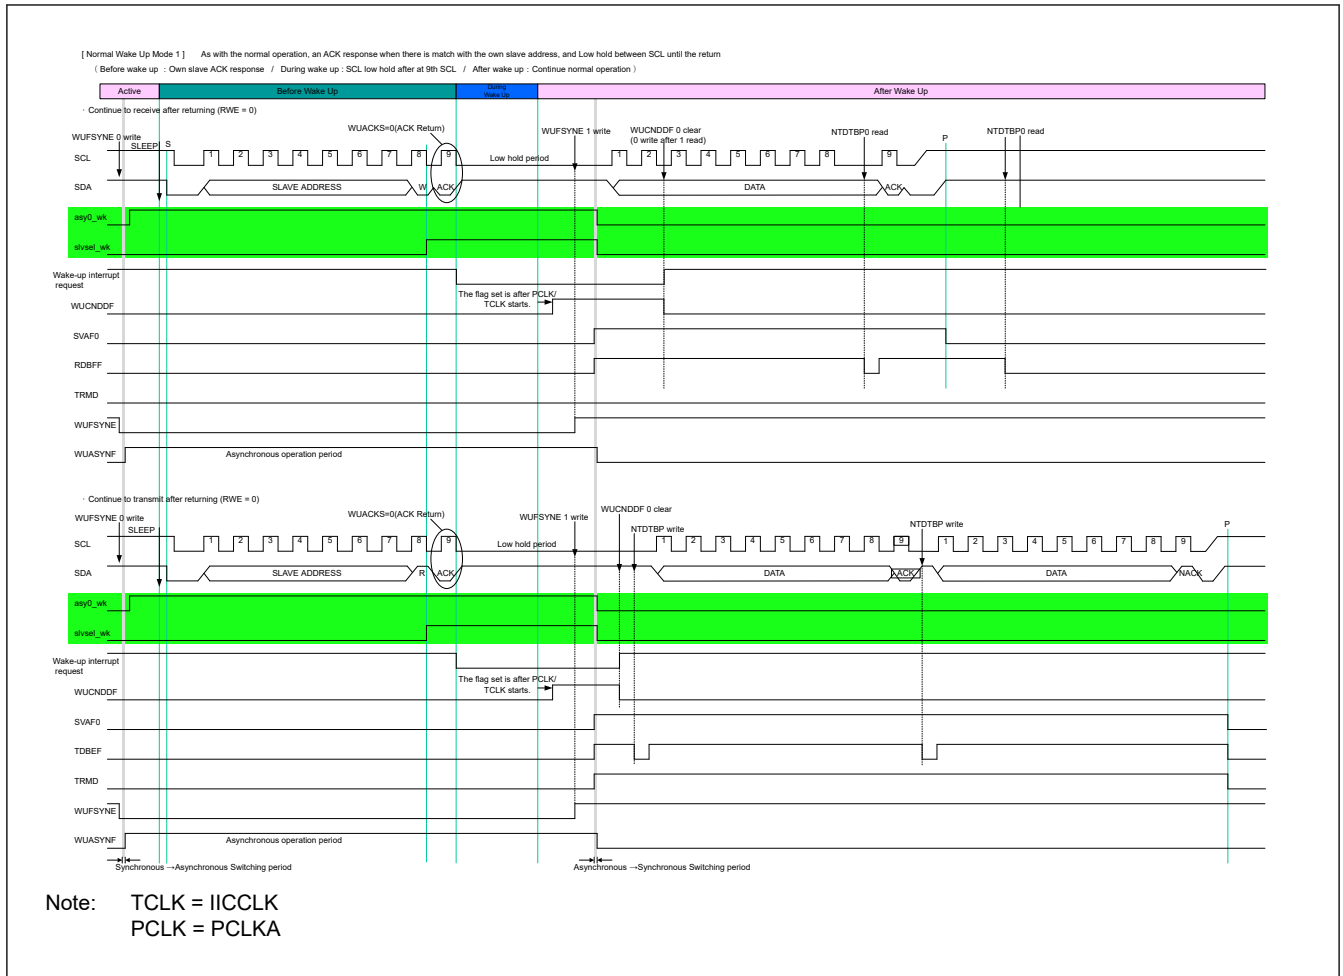 [ Normal Wake Up Mode 1 ] As with the normal operation, an ACK response when there is match with the own slave address, and Low hold between SCL until the return
( Before wake up : Own slave ACK response / During wake up : SCL low hold after at 9th SCL / After wake up : Continue normal operation )
Active Before Wake Up During Wake Up After Wake Up
· Continue to receive after returning (RWE = 0)
WUFSYNE 0 write SLEEP S WUACKS=0(ACK Return) WUFSYNE 1 write WUCNDDF 0 clear (0 write after 1 read) NTDTBP0 read P NTDTBP0 read
SCL 1 2 3 4 5 6 7 8 9 Low hold period 1 2 3 4 5 6 7 8 9
SDA SLAVE ADDRESS W ACK DATA ACK
asy0_wk
slvsel_wk
Wake-up interrupt
request
The flag set is after PCLK/
TCLK starts.
WUCNDDF
SVAF0
RDBFF
TRMD
WUFSYNE
WUASYNF Asynchronous operation period
· Continue to transmit after returning (RWE = 0)
WUFSYNE 0 write SLEEP WUACKS=0(ACK Return) WUFSYNE 1 write WUCNDDF 0 clear NTDTBP write NTDTBP write P
SCL 1 2 3 4 5 6 7 8 9 Low hold period 1 2 3 4 5 6 7 8 9 1 2 3 4 5 6 7 8 9
SDA SLAVE ADDRESS R ACK DATA ACK DATA NACK
asy0_wk
slvsel_wk
Wake-up interrupt
request
The flag set is after PCLK/
TCLK starts.
WUCNDDF
SVAF0
TDBEF
TRMD
WUFSYNE
WUASYNF Asynchronous operation period
Synchronous →Asynchronous Switching period Asynchronous →Synchronous Switching period
Note: TCLK = IICCLK
PCLK = PCLKA